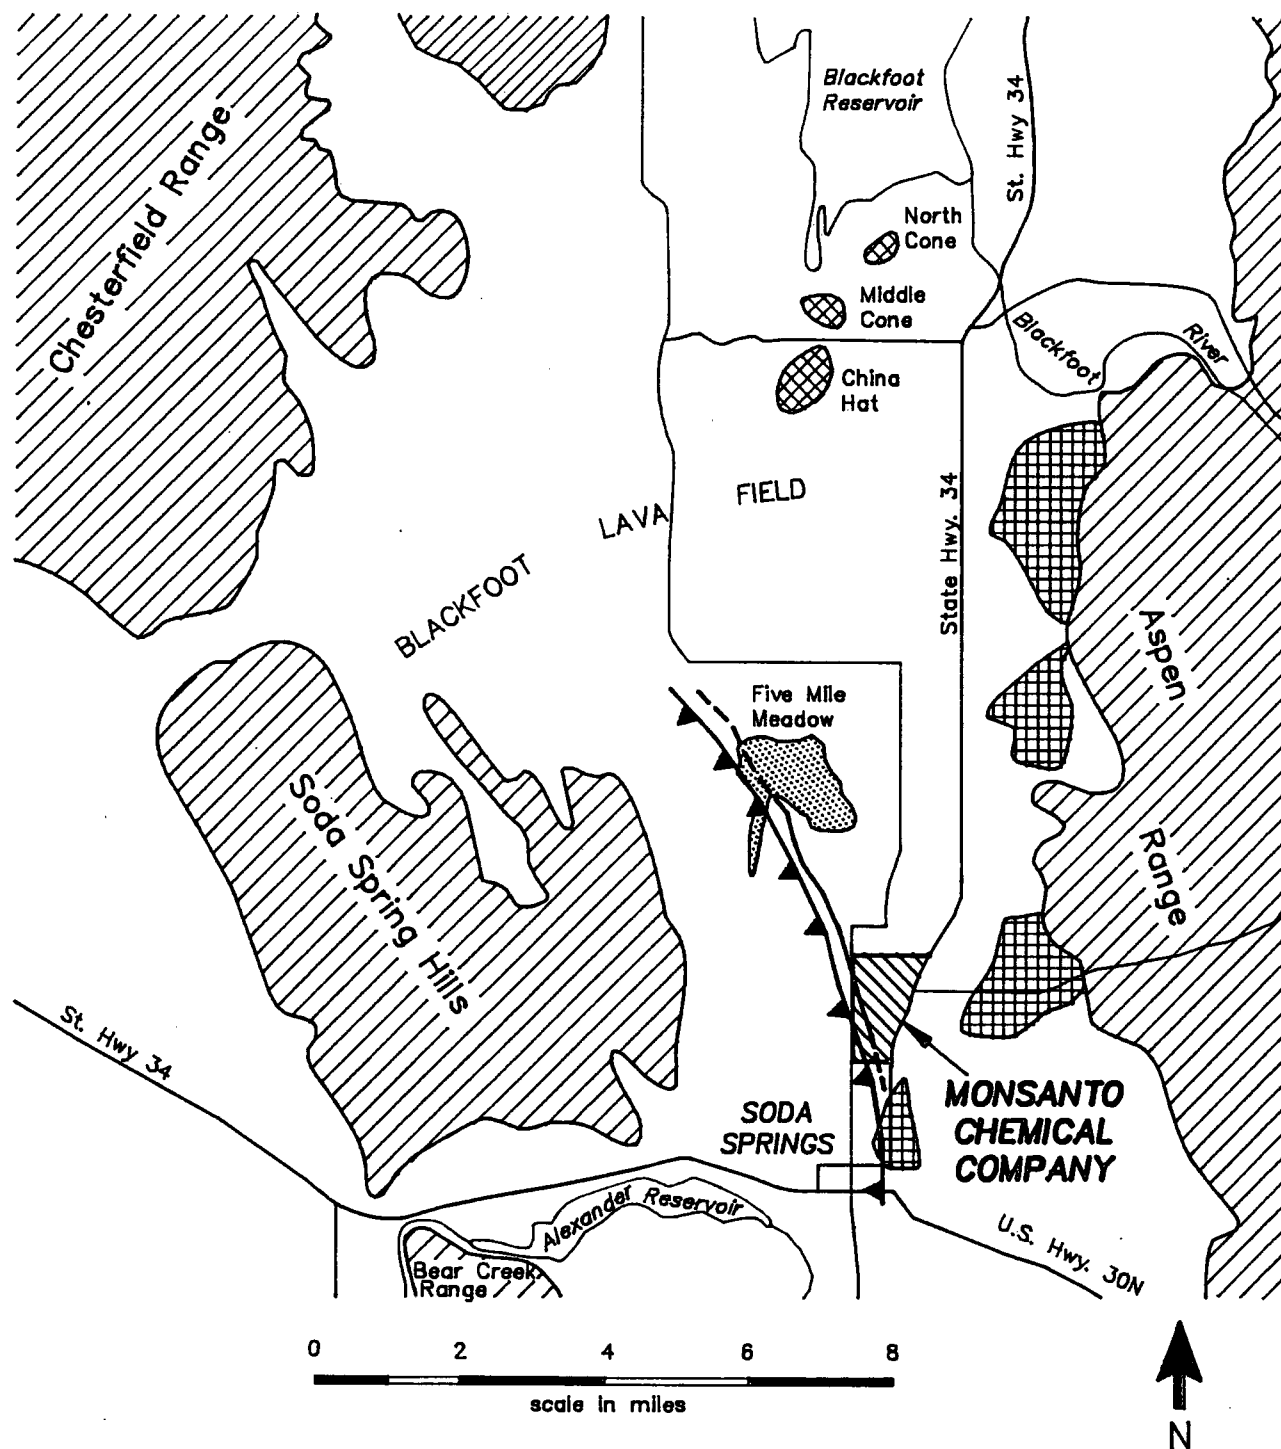 Blackfoot
Reservoir
St. Hwy 34
Chesterfield Range
North
Cone
Middle
Cone
Blackfoot
River
China
Hat
BLACKFOOT LAVA FIELD
State Hwy. 34
Aspen
Range
Five Mile
Meadow
Soda Spring Hills
St. Hwy 34
SODA
SPRINGS
MONSANTO
CHEMICAL
COMPANY
Alexander Reservoir
U.S. Hwy. 30N
Bear Creek
Range
0 2 4 6 8
scale in miles
N